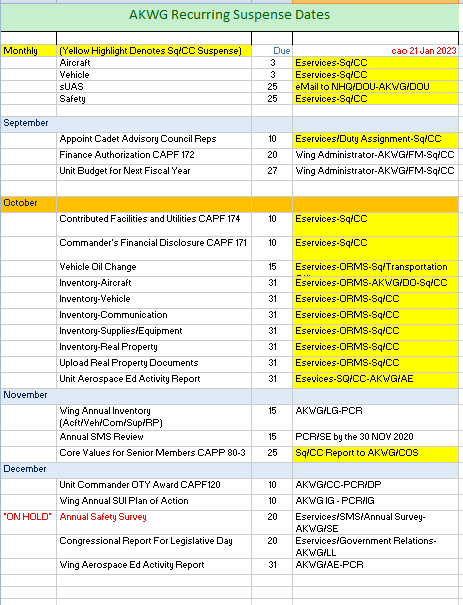 AKWG Recurring Suspense Dates
Monthly (Yellow Highlight Denotes Sq/CC Suspense) Due cao 21 Jan 2023
Aircraft 3 Eservices-Sq/CC
Vehicle 3 Eservices-Sq/CC
sUAS 25 eMail to NHQ/DOU-AKWG/DOU
Safety 25 Eservices-Sq/CC
September
Appoint Cadet Advisory Council Reps 10 Eservices/Duty Assignment-Sq/CC
Finance Authorization CAPF 172 20 Wing Administrator-AKWG/FM-Sq/CC
Unit Budget for Next Fiscal Year 27 Wing Administrator-AKWG/FM-Sq/CC
October
Contributed Facilities and Utilities CAPF 174 10 Eservices-Sq/CC
Commander's Financial Disclosure CAPF 171 10 Eservices-Sq/CC
Vehicle Oil Change 15 Eservices-ORMS-Sq/Transportation
Inventory-Aircraft 31 Eservices-ORMS-AKWG/DO-Sq/CC
Inventory-Vehicle 31 Eservices-ORMS-Sq/CC
Inventory-Communication 31 Eservices-ORMS-Sq/CC
Inventory-Supplies/Equipment 31 Eservices-ORMS-Sq/CC
Inventory-Real Property 31 Eservices-ORMS-Sq/CC
Upload Real Property Documents 31 Eservices-ORMS-Sq/CC
Unit Aerospace Ed Activity Report 31 Esevices-SQ/CC-AKWG/AE
November
Wing Annual Inventory 15 AKWG/LG-PCR
(Acft/Veh/Com/Sup/RP)
Annual SMS Review 15 PCR/SE by the 30 NOV 2020
Core Values for Senior Members CAPP 80-3 25 Sq/CC Report to AKWG/COS
December
Unit Commander OTY Award CAPF120 10 AKWG/CC-PCR/DP
Wing Annual SUI Plan of Action 10 AKWG IG - PCR/IG
"ON HOLD" Annual Safety Survey 20 Eservices/SMS/Annual Survey-
AKWG/SE
Congressional Report For Legislative Day 20 Eservices/Government Relations-
AKWG/LL
Wing Aerospace Ed Activity Report 31 AKWG/AE-PCR